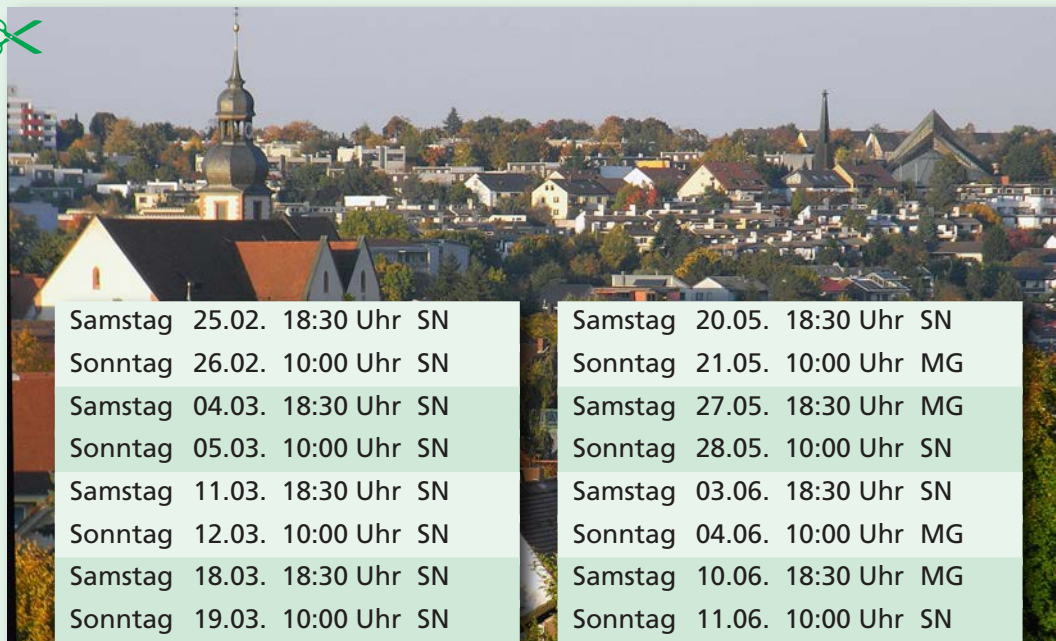 Samstag 25.02. 18:30 Uhr SN
Sonntag 26.02. 10:00 Uhr SN
Samstag 04.03. 18:30 Uhr SN
Sonntag 05.03. 10:00 Uhr SN
Samstag 11.03. 18:30 Uhr SN
Sonntag 12.03. 10:00 Uhr SN
Samstag 18.03. 18:30 Uhr SN
Sonntag 19.03. 10:00 Uhr SN
Samstag 20.05. 18:30 Uhr SN
Sonntag 21.05. 10:00 Uhr MG
Samstag 27.05. 18:30 Uhr MG
Sonntag 28.05. 10:00 Uhr SN
Samstag 03.06. 18:30 Uhr SN
Sonntag 04.06. 10:00 Uhr MG
Samstag 10.06. 18:30 Uhr MG
Sonntag 11.06. 10:00 Uhr SN